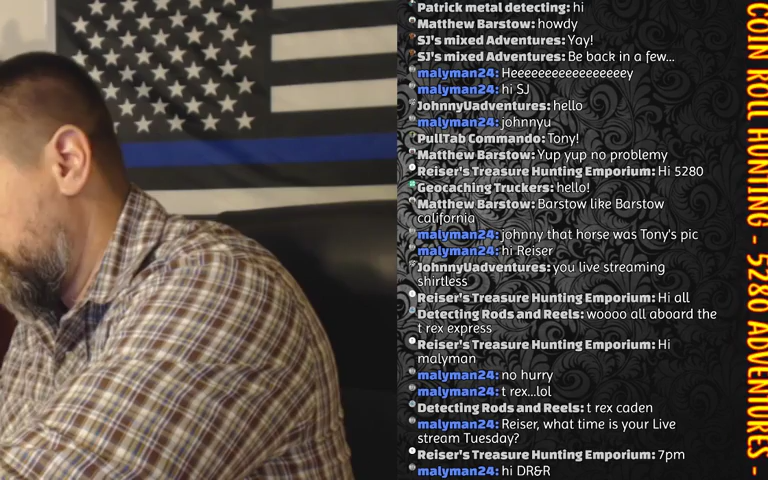 Patrick metal detecting: hi
Matthew Barstow: howdy
SJ's mixed Adventures: Yay!
SJ's mixed Adventures: Be back in a few...
malyman24: Heeeeeeeeeeeeeeeey
malyman24: hi SJ
JohnnyUadventures: hello
malyman24: johnnyu
PullTab Commando: Tony!
Matthew Barstow: Yup yup no problemy
Reiser's Treasure Hunting Emporium: Hi 5280
Geocaching Truckers: hello!
Matthew Barstow: Barstow like Barstow
california
malyman24: johnny that horse was Tony's pic
malyman24: hi Reiser
JohnnyUadventures: you live streaming
shirtless
Reiser's Treasure Hunting Emporium: Hi all
Detecting Rods and Reels: woooo all aboard the
t rex express
Reiser's Treasure Hunting Emporium: Hi
malyman
malyman24: no hurry
malyman24: t rex...lol
Detecting Rods and Reels: t rex caden
malyman24: Reiser, what time is your Live
stream Tuesday?
Reiser's Treasure Hunting Emporium: 7pm
malyman24: hi DR&R
COIN ROLL HUNTING - 5280 ADVENTURES -